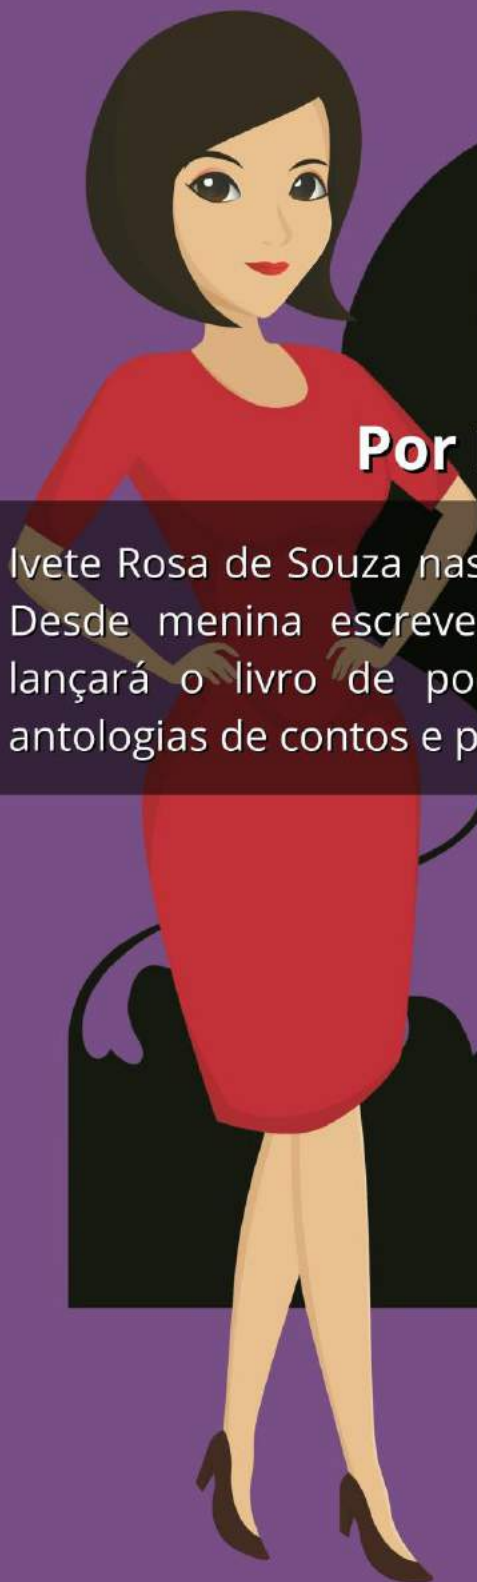 Por
Ivete Rosa de Souza nas
Desde menina escreve
lançará o livro de po
antologias de contos e p